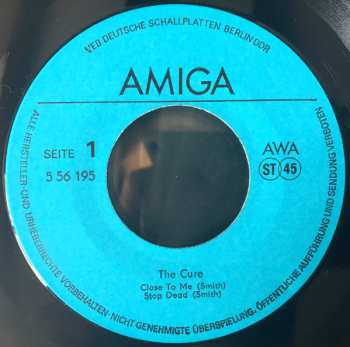 VEB DEUTSCHE SCHALLPLATTEN BERLIN DDR
AMIGA
SEITE 1
5 56 195
AWA
ST 45
The Cure
Close To Me (Smith)
Stop Dead (Smith)
ALLE HERSTELLER-UND
URHEBERRECHTE VORBEHALTEN·NICHT GENEHMIGTE ÜBERSPIELUNG, ÖFFENTLICHE AUFFÜHRUNG UND SENDUNG VERBOTEN